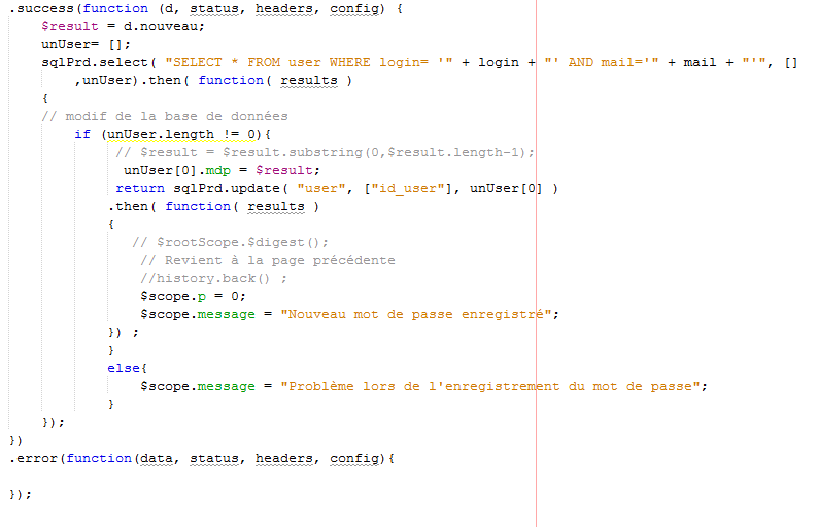 .success(function (d, status, headers, config) {
$result = d.nouveau;
unUser= [];
sqlPrd.select( "SELECT * FROM user WHERE login= '" + login + "' AND mail='" + mail + "'", []
,unUser).then( function( results )
{
// modif de la base de données
if (unUser.length != 0){
// $result = $result.substring(0,$result.length-1);
unUser[0].mdp = $result;
return sqlPrd.update( "user", ["id_user"], unUser[0] )
.then( function( results )
{
// $rootScope.$digest();
// Revient à la page précédente
//history.back() ;
$scope.p = 0;
$scope.message = "Nouveau mot de passe enregistré";
}) ;
}
else{
$scope.message = "Problème lors de l'enregistrement du mot de passe";
}
});
})
.error(function(data, status, headers, config){
});